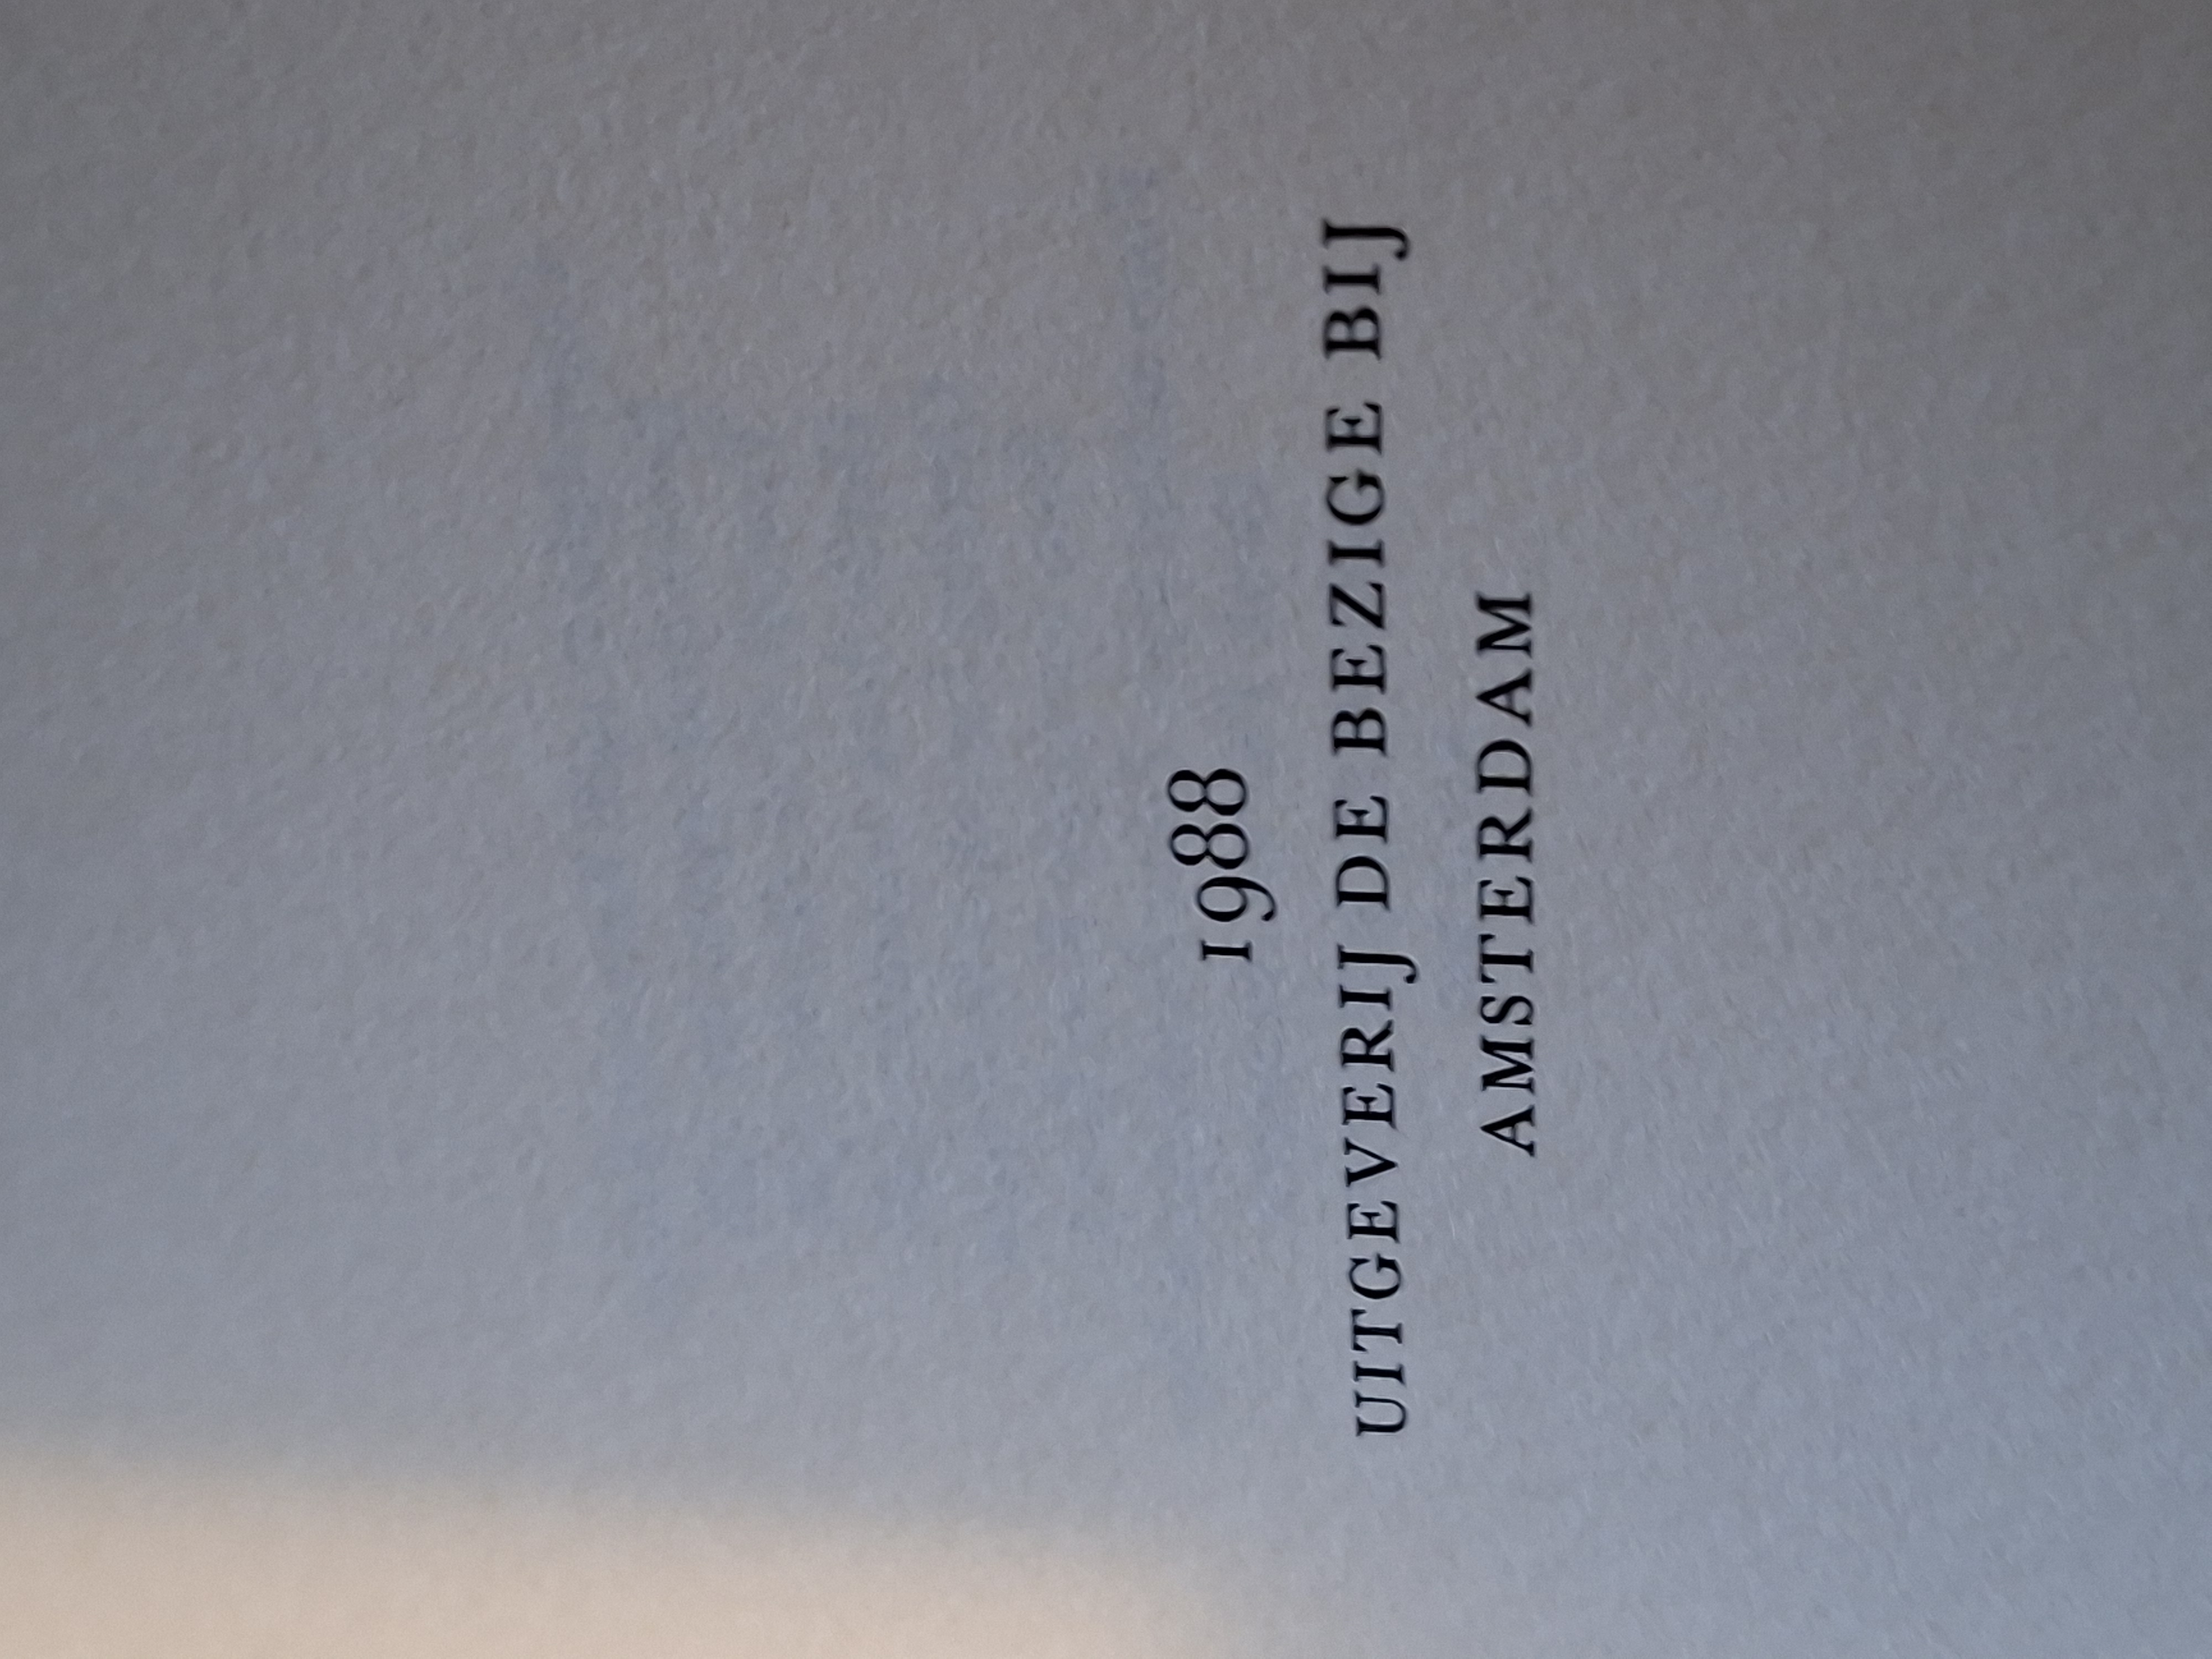 1988
UITGEVERIJ DE BEZIGE BIJ
AMSTERDAM